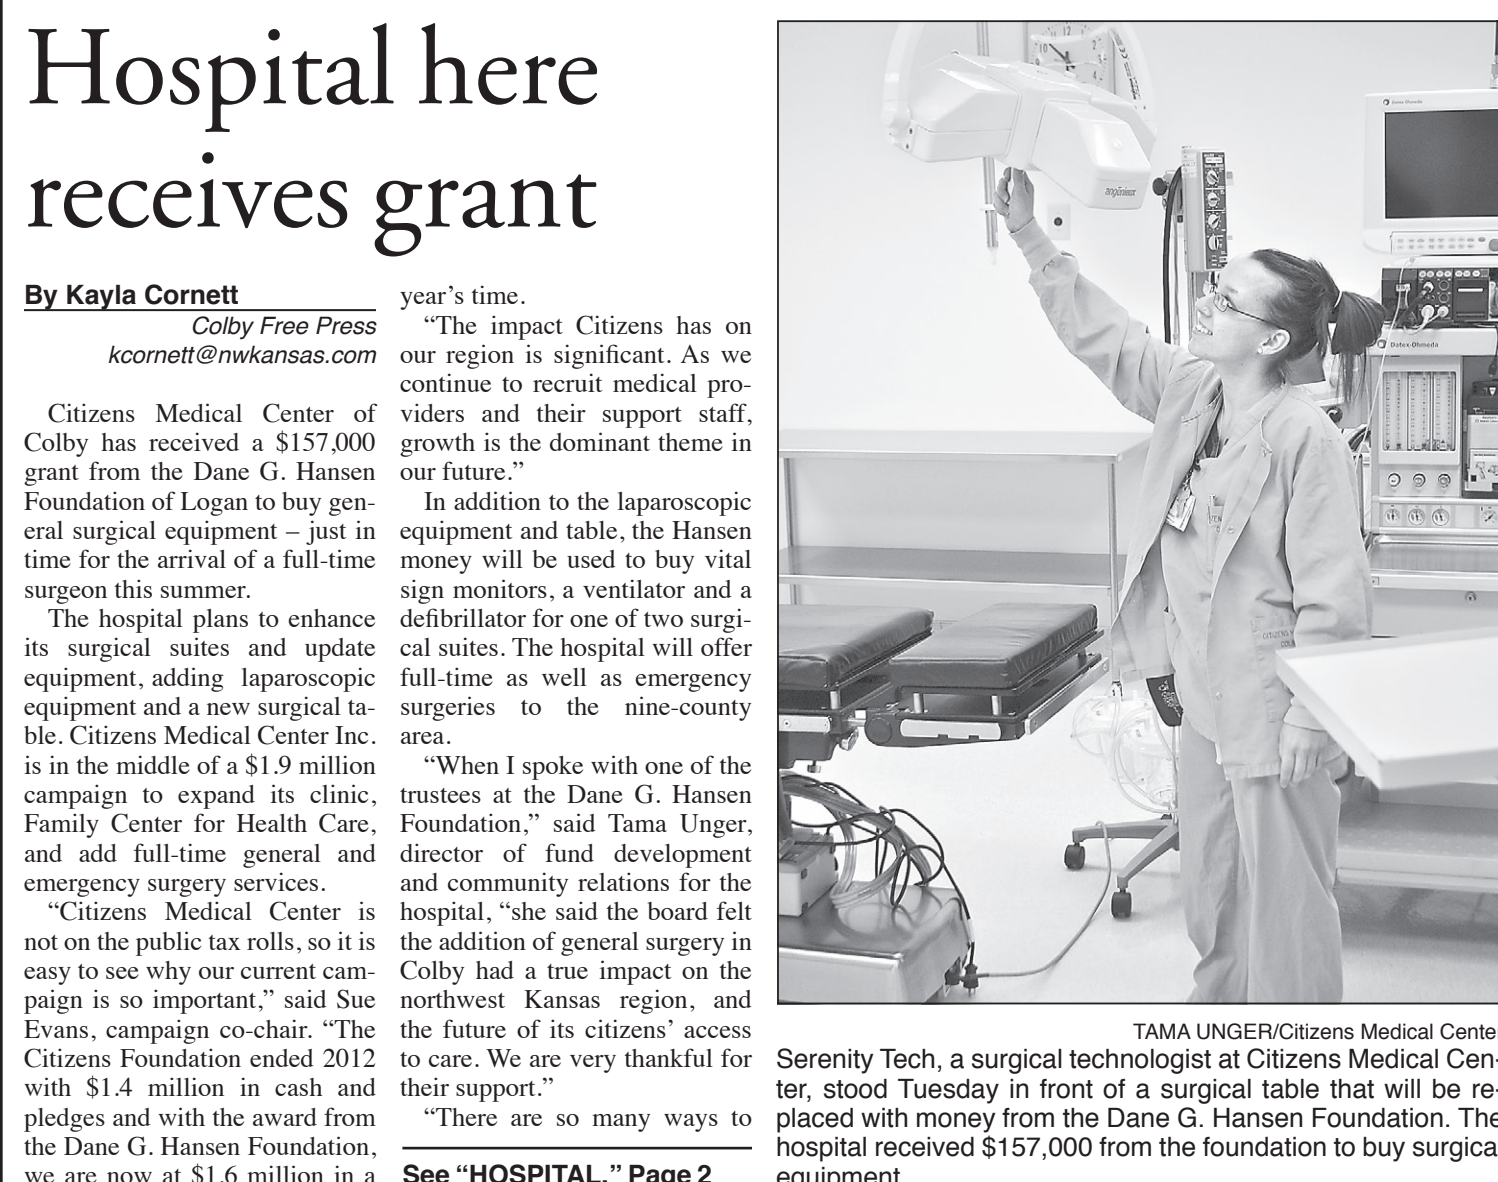 Hospital here
receives grant
By Kayla Cornett
Colby Free Press
kcornett@nwkansas.com
Citizens Medical Center of
Colby has received a $157,000
grant from the Dane G. Hansen
Foundation of Logan to buy gen-
eral surgical equipment – just in
time for the arrival of a full-time
surgeon this summer.
The hospital plans to enhance
its surgical suites and update
equipment, adding laparoscopic
equipment and a new surgical ta-
ble. Citizens Medical Center Inc.
is in the middle of a $1.9 million
campaign to expand its clinic,
Family Center for Health Care,
and add full-time general and
emergency surgery services.
“Citizens Medical Center is
not on the public tax rolls, so it is
easy to see why our current cam-
paign is so important,” said Sue
Evans, campaign co-chair. “The
Citizens Foundation ended 2012
with $1.4 million in cash and
pledges and with the award from
the Dane G. Hansen Foundation,
we are now at $1.6 million in a
year’s time.
“The impact Citizens has on
our region is significant. As we
continue to recruit medical pro-
viders and their support staff,
growth is the dominant theme in
our future.”
In addition to the laparoscopic
equipment and table, the Hansen
money will be used to buy vital
sign monitors, a ventilator and a
defibrillator for one of two surgi-
cal suites. The hospital will offer
full-time as well as emergency
surgeries to the nine-county
area.
“When I spoke with one of the
trustees at the Dane G. Hansen
Foundation,” said Tama Unger,
director of fund development
and community relations for the
hospital, “she said the board felt
the addition of general surgery in
Colby had a true impact on the
northwest Kansas region, and
the future of its citizens’ access
to care. We are very thankful for
their support.”
“There are so many ways to
See “HOSPITAL,” Page 2
angénieux
Datex-Ohmeda
Datex-Ohmeda
TAMA UNGER/Citizens Medical Center
Serenity Tech, a surgical technologist at Citizens Medical Cen-
ter, stood Tuesday in front of a surgical table that will be re-
placed with money from the Dane G. Hansen Foundation. The
hospital received $157,000 from the foundation to buy surgical
equipment